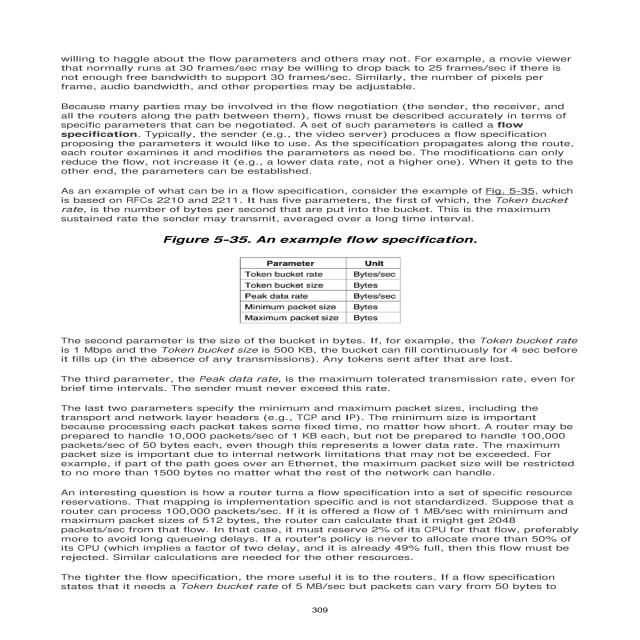 willing to haggle about the flow parameters and others may not. For example, a movie viewer
that normally runs at 30 frames/sec may be willing to drop back to 25 frames/sec if there is
not enough free bandwidth to support 30 frames/sec. Similarly, the number of pixels per
frame, audio bandwidth, and other properties may be adjustable.
Because many parties may be involved in the flow negotiation (the sender, the receiver, and
all the routers along the path between them), flows must be described accurately in terms of
specific parameters that can be negotiated. A set of such parameters is called a flow
specification. Typically, the sender (e.g., the video server) produces a flow specification
proposing the parameters it would like to use. As the specification propagates along the route,
each router examines it and modifies the parameters as need be. The modifications can only
reduce the flow, not increase it (e.g., a lower data rate, not a higher one). When it gets to the
other end, the parameters can be established.
As an example of what can be in a flow specification, consider the example of Fig. 5-35, which
is based on RFCs 2210 and 2211. It has five parameters, the first of which, the Token bucket
rate, is the number of bytes per second that are put into the bucket. This is the maximum
sustained rate the sender may transmit, averaged over a long time interval.
Figure 5-35. An example flow specification.
Parameter Unit
Token bucket rate Bytes/sec
Token bucket size Bytes
Peak data rate Bytes/sec
Minimum packet size Bytes
Maximum packet size Bytes
The second parameter is the size of the bucket in bytes. If, for example, the Token bucket rate
is 1 Mbps and the Token bucket size is 500 KB, the bucket can fill continuously for 4 sec before
it fills up (in the absence of any transmissions). Any tokens sent after that are lost.
The third parameter, the Peak data rate, is the maximum tolerated transmission rate, even for
brief time intervals. The sender must never exceed this rate.
The last two parameters specify the minimum and maximum packet sizes, including the
transport and network layer headers (e.g., TCP and IP). The minimum size is important
because processing each packet takes some fixed time, no matter how short. A router may be
prepared to handle 10,000 packets/sec of 1 KB each, but not be prepared to handle 100,000
packets/sec of 50 bytes each, even though this represents a lower data rate. The maximum
packet size is important due to internal network limitations that may not be exceeded. For
example, if part of the path goes over an Ethernet, the maximum packet size will be restricted
to no more than 1500 bytes no matter what the rest of the network can handle.
An interesting question is how a router turns a flow specification into a set of specific resource
reservations. That mapping is implementation specific and is not standardized. Suppose that a
router can process 100,000 packets/sec. If it is offered a flow of 1 MB/sec with minimum and
maximum packet sizes of 512 bytes, the router can calculate that it might get 2048
packets/sec from that flow. In that case, it must reserve 2% of its CPU for that flow, preferably
more to avoid long queueing delays. If a router's policy is never to allocate more than 50% of
its CPU (which implies a factor of two delay, and it is already 49% full, then this flow must be
rejected. Similar calculations are needed for the other resources.
The tighter the flow specification, the more useful it is to the routers. If a flow specification
states that it needs a Token bucket rate of 5 MB/sec but packets can vary from 50 bytes to
309